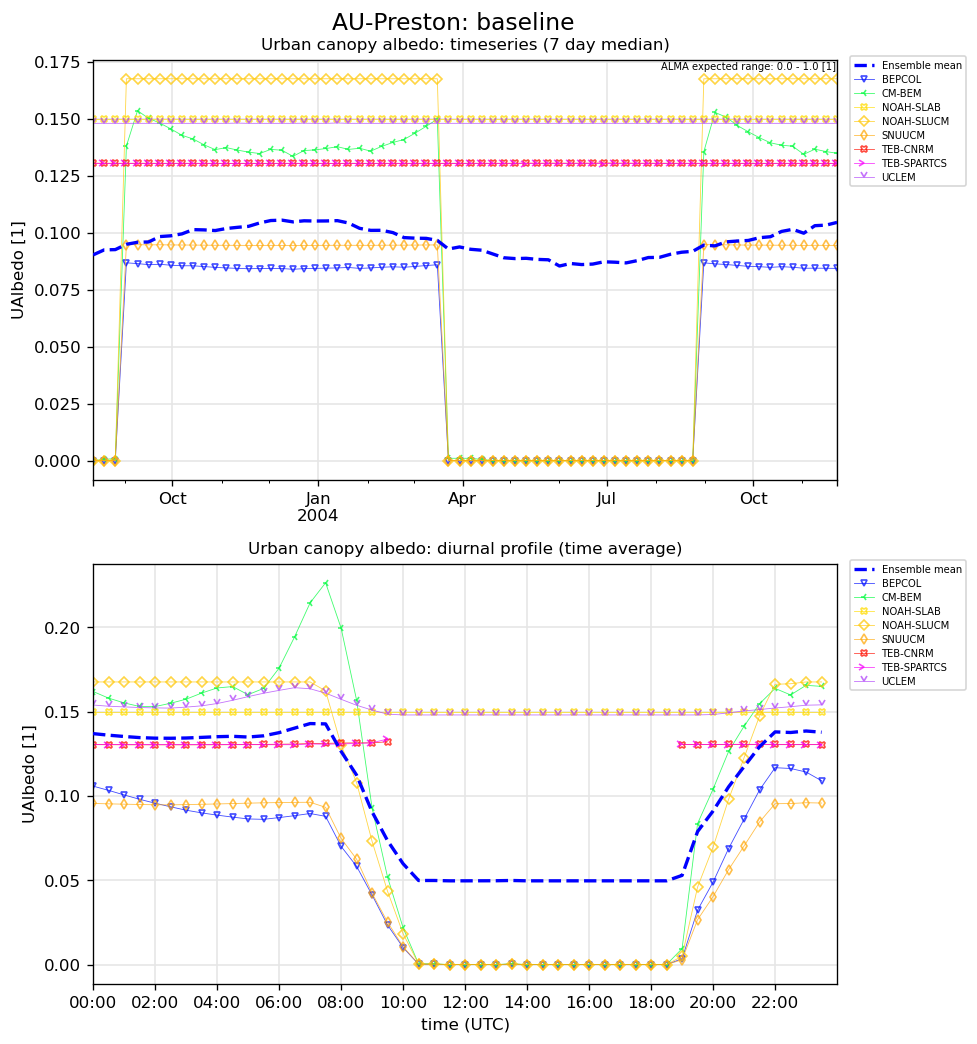 AU-Preston: baseline
Urban canopy albedo: timeseries (7 day median)
ALMA expected range: 0.0 - 1.0 [1]
0.175
0.150
0.125
0.100
0.075
0.050
0.025
0.000
UAlbedo [1]
Oct
Jan
2004
Apr
Jul
Oct
Ensemble mean
BEPCOL
CM-BEM
NOAH-SLAB
NOAH-SLUCM
SNUUCM
TEB-CNRM
TEB-SPARTCS
UCLEM
Urban canopy albedo: diurnal profile (time average)
0.20
0.15
0.10
0.05
0.00
UAlbedo [1]
00:00
02:00
04:00
06:00
08:00
10:00
12:00
14:00
16:00
18:00
20:00
22:00
time (UTC)
Ensemble mean
BEPCOL
CM-BEM
NOAH-SLAB
NOAH-SLUCM
SNUUCM
TEB-CNRM
TEB-SPARTCS
UCLEM